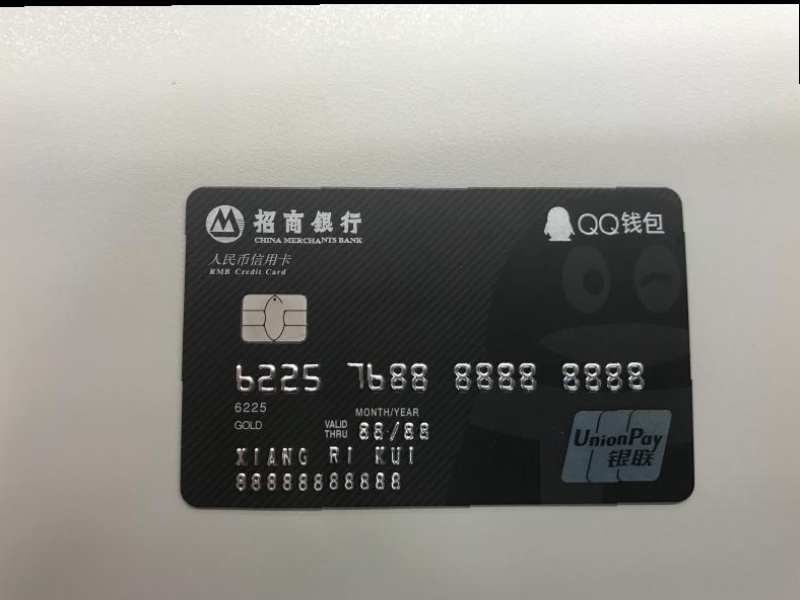 招商銀行
CHINA MERCHANTS BANK
QQ钱包
人民币信用卡
RMB Credit Card
6225 7688 8888 8888
6225
MONTH/YEAR
GOLD
VALID THRU 88/88
UnionPay
银联
XIANG RI KUI
88888888888